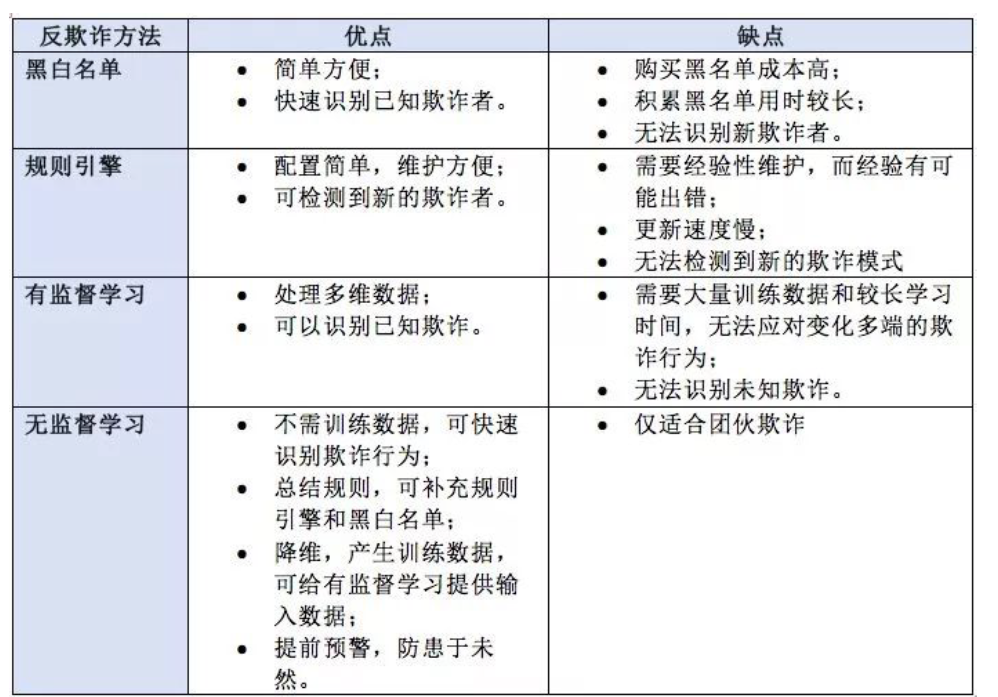 反欺诈方法 优点 缺点
黑白名单
• 简单方便；
• 快速识别已知欺诈者。
• 购买黑名单成本高；
• 积累黑名单用时较长；
• 无法识别新欺诈者。
规则引擎
• 配置简单，维护方便；
• 可检测到新的欺诈者。
• 需要经验性维护，而经验有可
能出错；
• 更新速度慢；
• 无法检测到新的欺诈模式
有监督学习
• 处理多维数据；
• 可以识别已知欺诈。
• 需要大量训练数据和较长学习
时间，无法应对变化多端的欺
诈行为；
• 无法识别未知欺诈。
无监督学习
• 不需训练数据，可快速
识别欺诈行为；
• 总结规则，可补充规则
引擎和黑白名单；
• 降维，产生训练数据，
可给有监督学习提供输
入数据；
• 提前预警，防患于未
然。
• 仅适合团伙欺诈